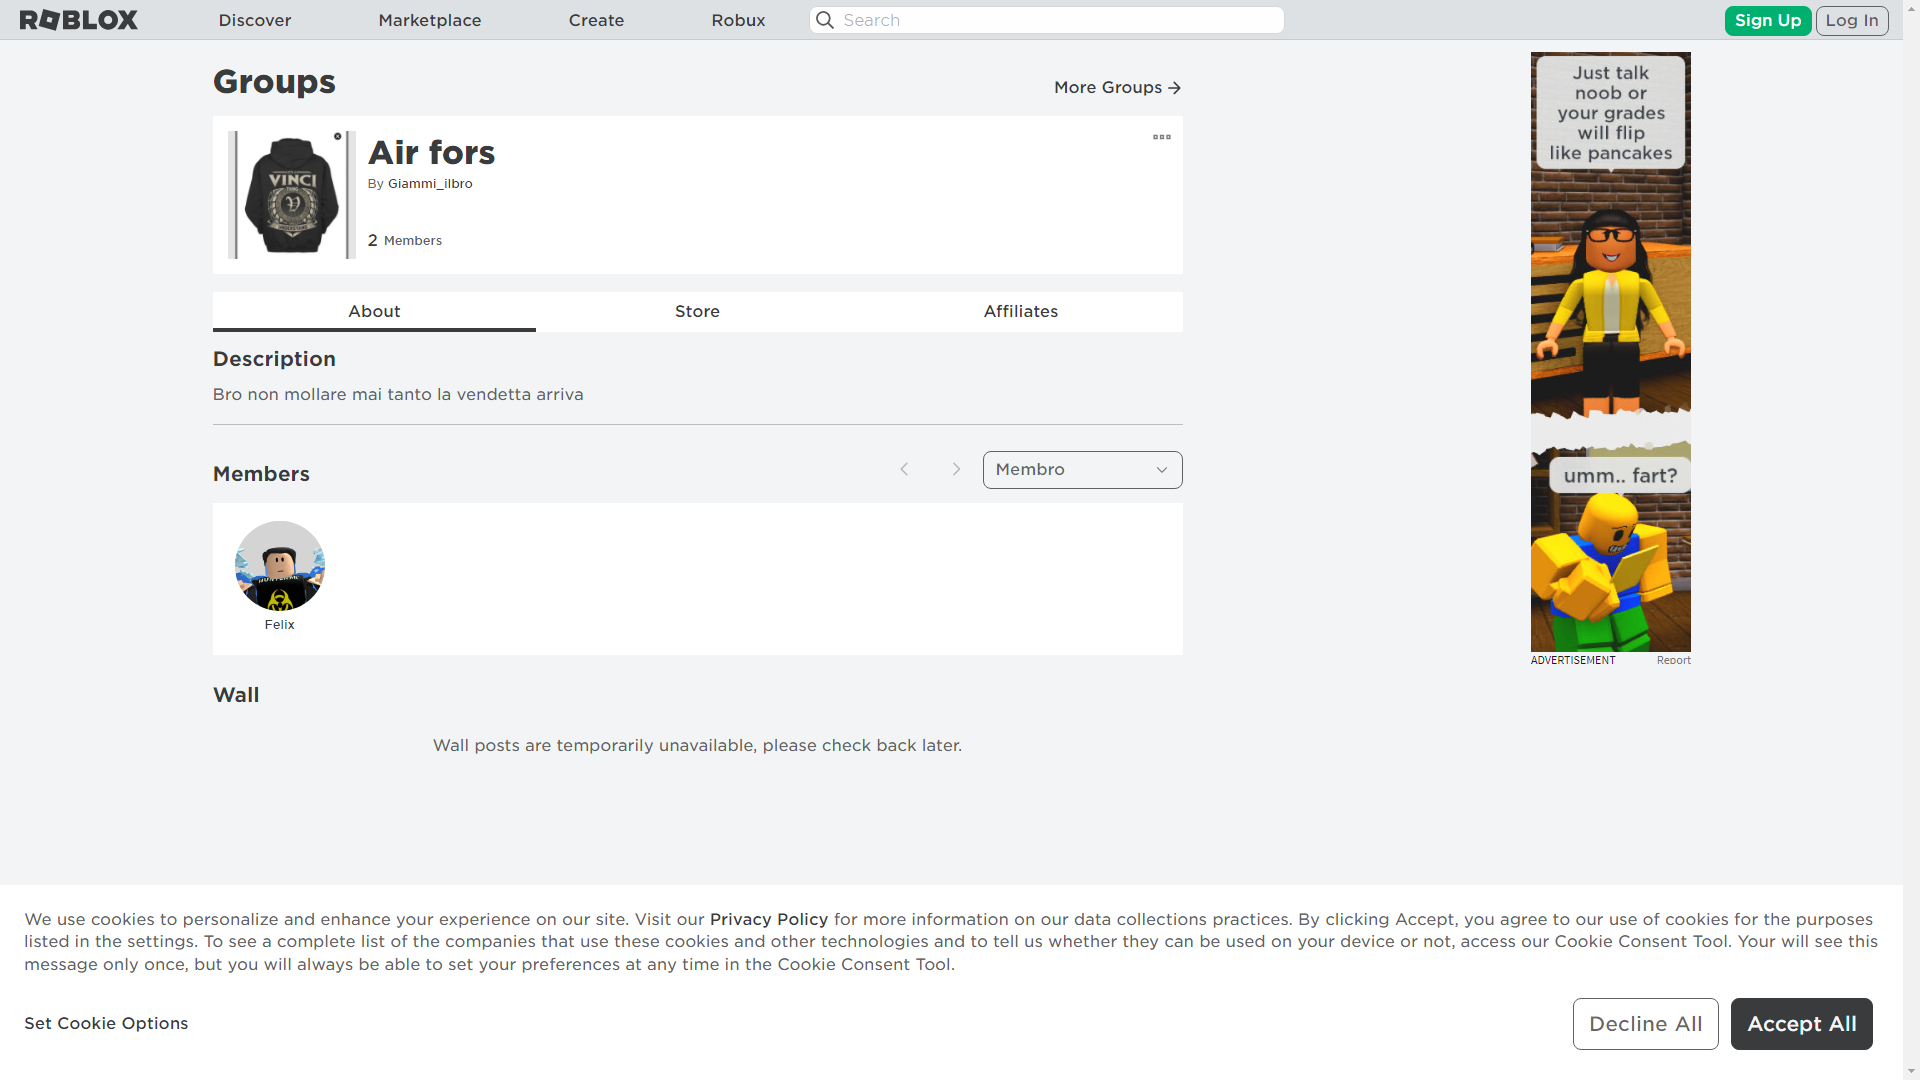 ROBLOX
Discover
Marketplace
Create
Robux
Search
Sign Up
Log In
Groups
More Groups
VINCI
Air fors
By Giammi_ilbro
2 Members
About
Store
Affiliates
Description
Bro non mollare mai tanto la vendetta arriva
Members
Membro
Felix
Wall
Wall posts are temporarily unavailable, please check back later.
Just talk
noob or
your grades
will flip
like pancakes
umm.. fart?
ADVERTISEMENT
Report
We use cookies to personalize and enhance your experience on our site. Visit our Privacy Policy for more information on our data collections practices. By clicking Accept, you agree to our use of cookies for the purposes
listed in the settings. To see a complete list of the companies that use these cookies and other technologies and to tell us whether they can be used on your device or not, access our Cookie Consent Tool. Your will see this
message only once, but you will always be able to set your preferences at any time in the Cookie Consent Tool.
Set Cookie Options
Decline All
Accept All